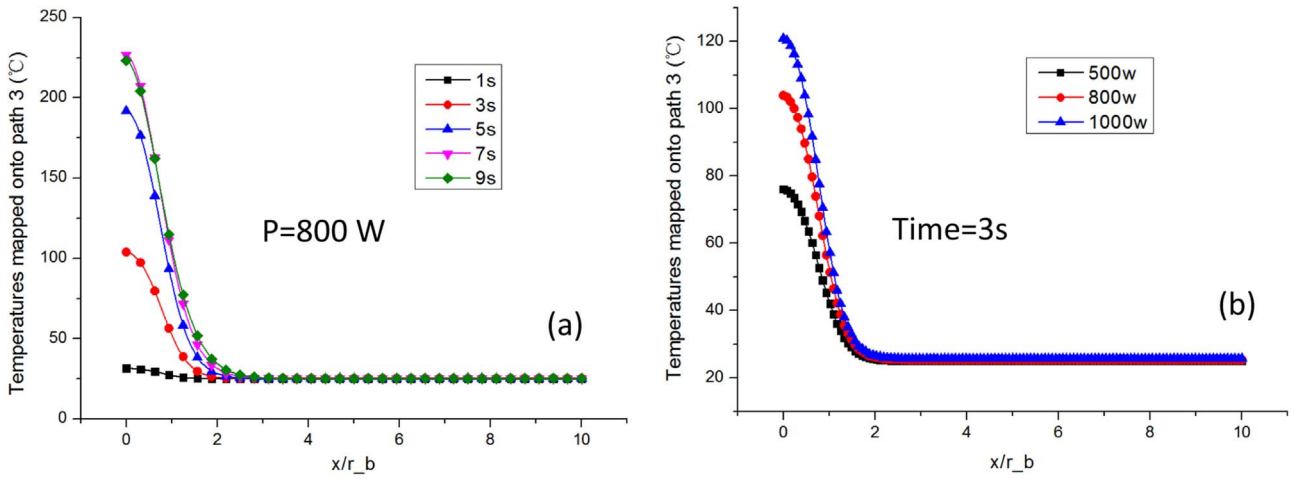 Temperatures mapped onto path 3 (℃)
250
200
150
100
50
0
0
2
4
6
8
10
x/r_b
1s
3s
5s
7s
9s
P=800 W
(a)
Temperatures mapped onto path 3 (℃)
120
100
80
60
40
20
0
2
4
6
8
10
x/r_b
500w
800w
1000w
Time=3s
(b)